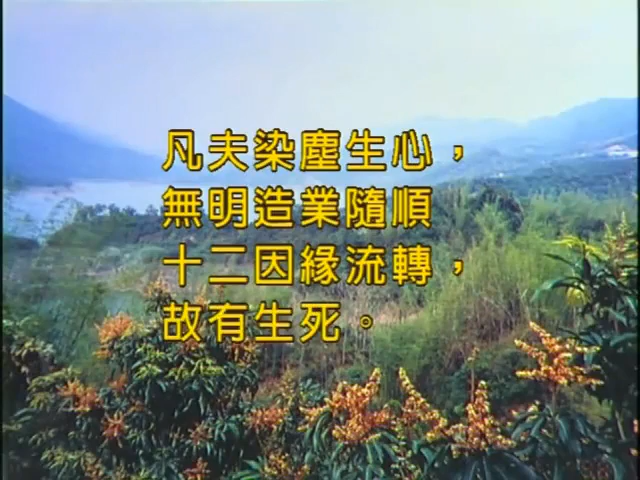 凡夫染塵生心，
無明造業隨順
十二因緣流轉，
故有生死。